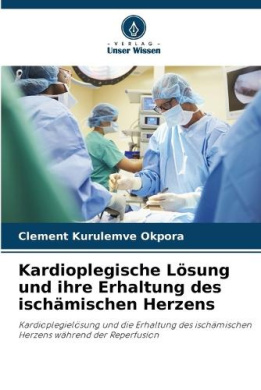 VERLAG
Unser Wissen
Clement Kurulemve Okpora
Kardioplegische Lösung
und ihre Erhaltung des
ischämischen Herzens
Kardioplegielösung und die Erhaltung des ischämischen
Herzens während der Reperfusion